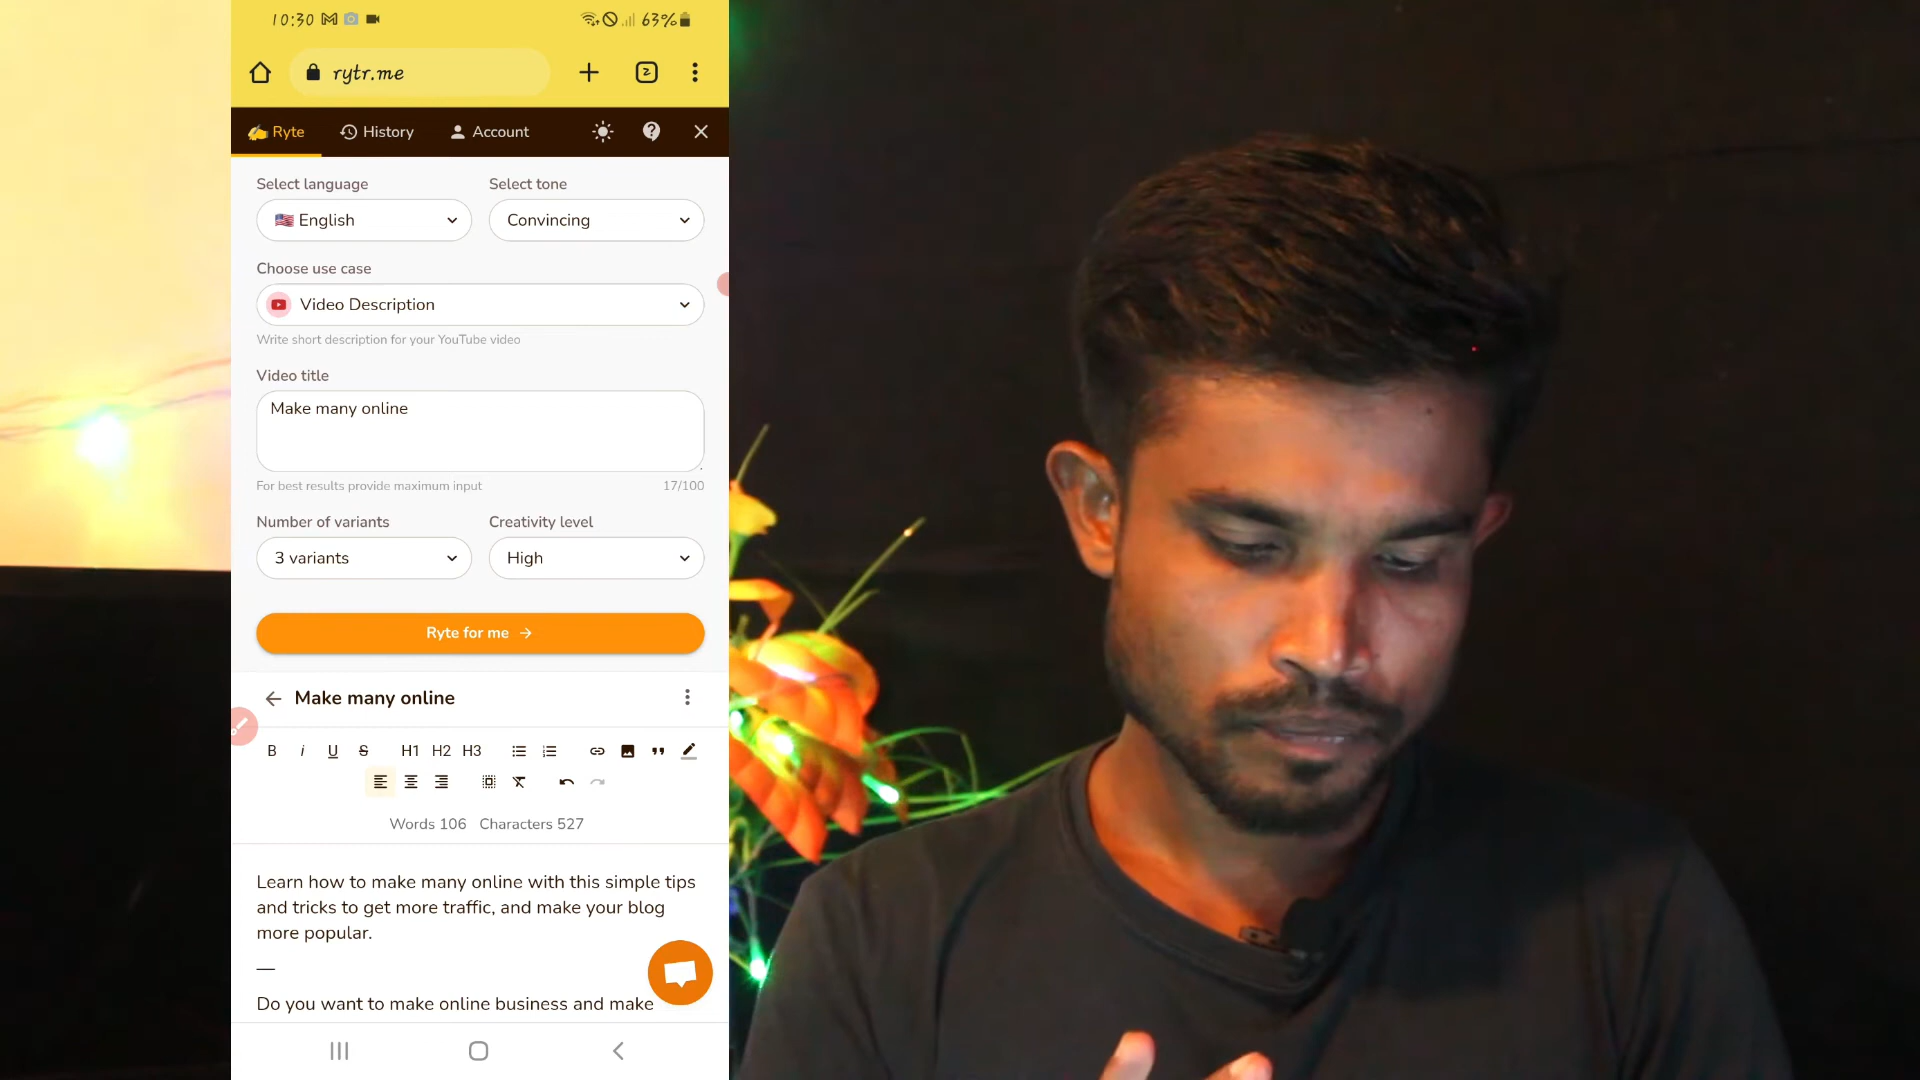 10:30
63%
rytr.me
2
Ryte
History
Account
Select language
Select tone
English
Convincing
Choose use case
Video Description
Write short description for your YouTube video
Video title
Make many online
For best results provide maximum input
17/100
Number of variants
Creativity level
3 variants
High
Ryte for me →
Make many online
B i U S H1 H2 H3
Words 106 Characters 527
Learn how to make many online with this simple tips
and tricks to get more traffic, and make your blog
more popular.
—
Do you want to make online business and make